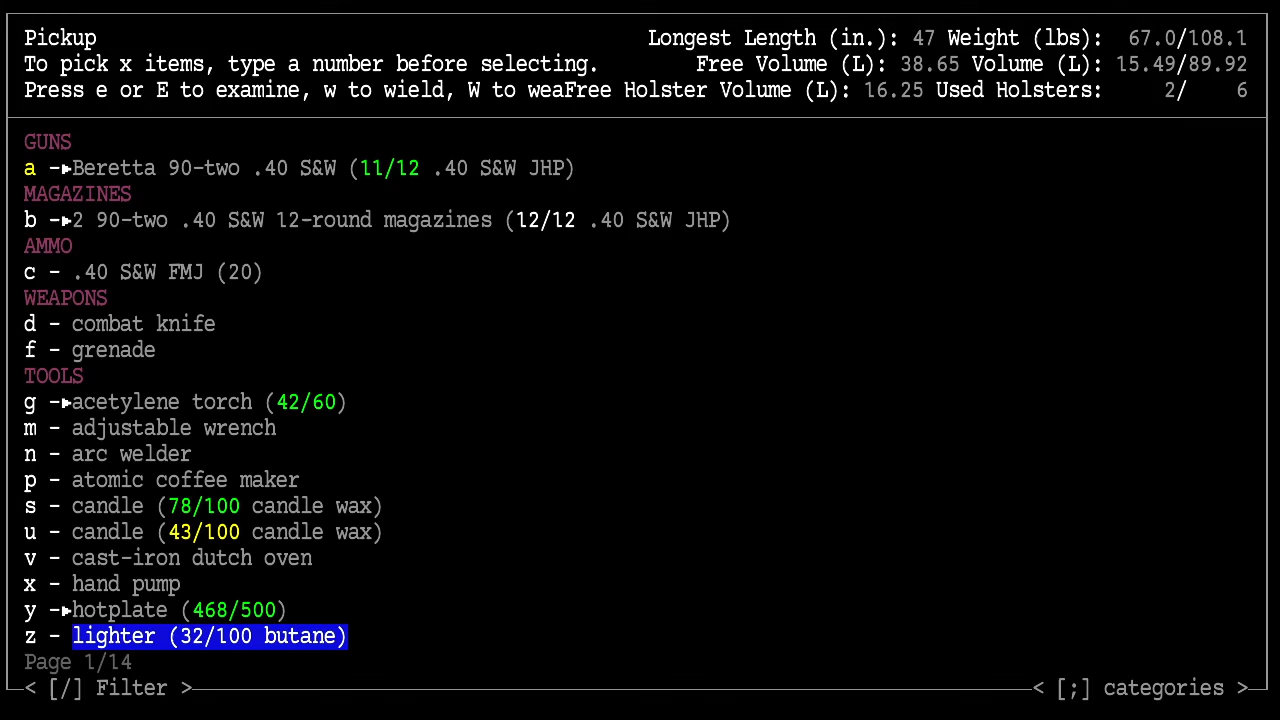 Pickup Longest Length (in.): 47 Weight (lbs): 67.0/108.1
To pick x items, type a number before selecting. Free Volume (L): 38.65 Volume (L): 15.49/89.92
Press e or E to examine, w to wield, W to weaFree Holster Volume (L): 16.25 Used Holsters: 2/ 6
GUNS
a -▸Beretta 90-two .40 S&W (11/12 .40 S&W JHP)
MAGAZINES
b -▸2 90-two .40 S&W 12-round magazines (12/12 .40 S&W JHP)
AMMO
c - .40 S&W FMJ (20)
WEAPONS
d - combat knife
f - grenade
TOOLS
g -▸acetylene torch (42/60)
m - adjustable wrench
n - arc welder
p - atomic coffee maker
s - candle (78/100 candle wax)
u - candle (43/100 candle wax)
v - cast-iron dutch oven
x - hand pump
y -▸hotplate (468/500)
z - lighter (32/100 butane)
Page 1/14
< [/] Filter > < [;] categories >